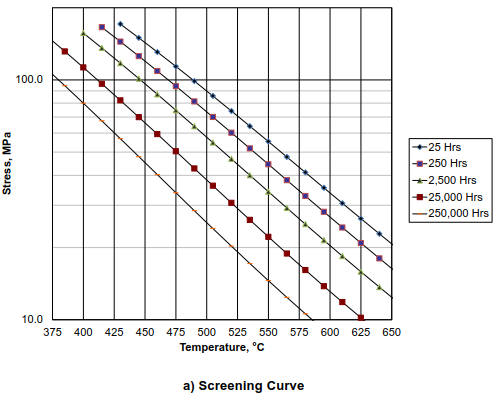 100.0
10.0
Stress, MPa
375 400 425 450 475 500 525 550 575 600 625 650
Temperature, °C
25 Hrs
250 Hrs
2,500 Hrs
25,000 Hrs
250,000 Hrs
a) Screening Curve